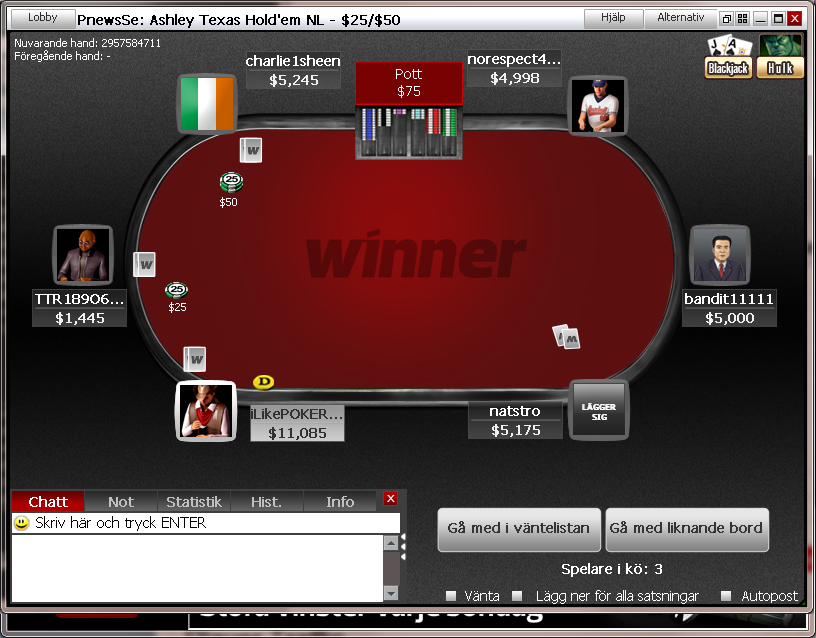 Lobby
PnewsSe: Ashley Texas Hold'em NL - $25/$50
Hjälp
Alternativ
Nuvarande hand: 2957584711
Föregående hand: -
charlie1sheen
$5,245
Pott
$75
norespect4...
$4,998
Blackjack
Hulk
W
25
$50
winner
W
TTR18906...
$1,445
25
$25
bandit11111
$5,000
W
W
D
iLikePOKER...
$11,085
natstro
$5,175
LÄGGER
SIG
Chatt
Not
Statistik
Hist.
Info
Skriv här och tryck ENTER
Gå med i väntelistan
Gå med liknande bord
Spelare i kö: 3
Vänta
Lägg ner för alla satsningar
Autopost